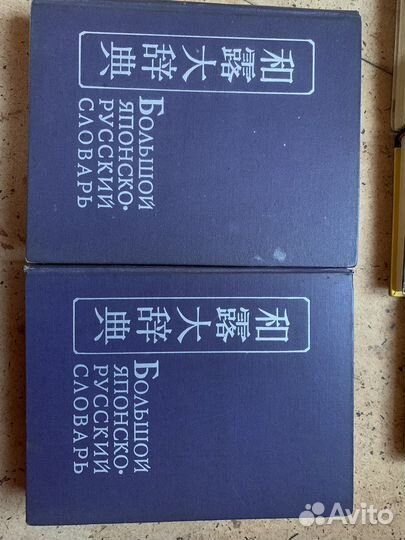 和露大辞典
БОЛЬШОЙ
ЯПОНСКО-
РУССКИЙ
СЛОВАРЬ
和露大辞典
БОЛЬШОЙ
ЯПОНСКО-
РУССКИЙ
СЛОВАРЬ
Avito